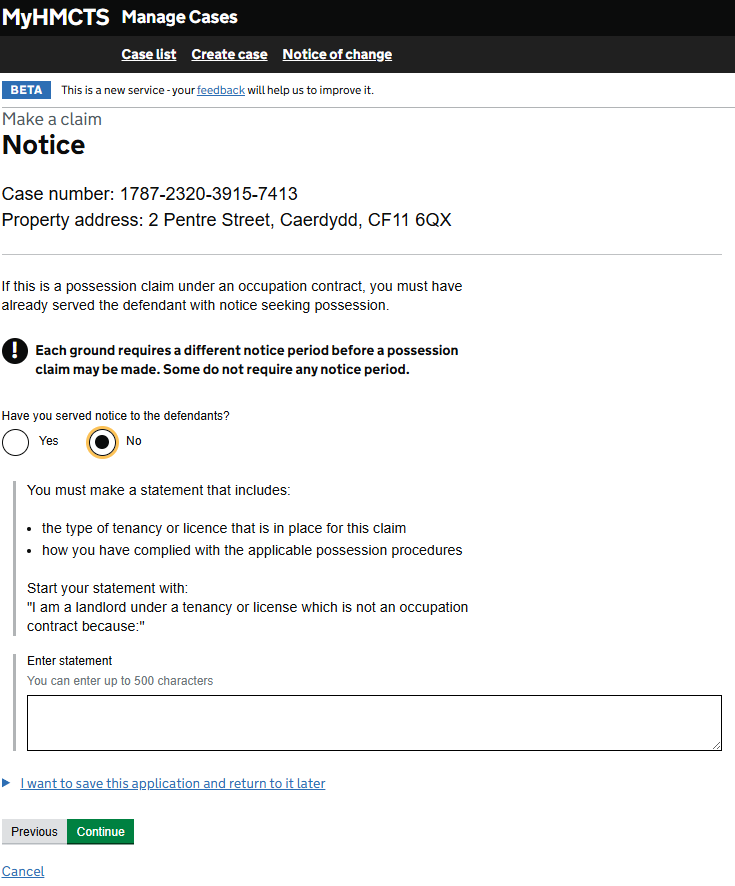 MyHMCTS Manage Cases
Case list Create case Notice of change
BETA This is a new service - your feedback will help us to improve it.
Make a claim
Notice
Case number: 1787-2320-3915-7413
Property address: 2 Pentre Street, Caerdydd, CF11 6QX
If this is a possession claim under an occupation contract, you must have
already served the defendant with notice seeking possession.
! Each ground requires a different notice period before a possession
claim may be made. Some do not require any notice period.
Have you served notice to the defendants?
Yes No
You must make a statement that includes:
• the type of tenancy or licence that is in place for this claim
• how you have complied with the applicable possession procedures
Start your statement with:
"I am a landlord under a tenancy or license which is not an occupation
contract because:"
Enter statement
You can enter up to 500 characters
I want to save this application and return to it later
Previous Continue
Cancel